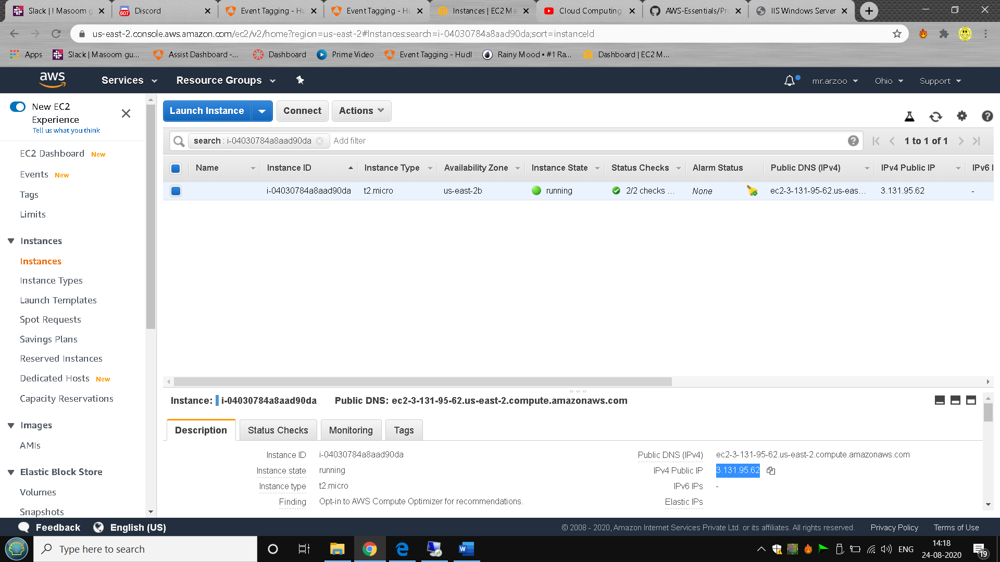 Slack | ! Masoom g
Discord
Event Tagging - Hu
Event Tagging - Hu
Instances | EC2 Ma
Cloud Computing
AWS-Essentials/Pro
IIS Windows Server
607
us-east-2.console.aws.amazon.com/ec2/v2/home?region=us-east-2#Instances:search=i-04030784a8aad90da;sort=instanceId
Apps
Slack | Masoom gu...
Assist Dashboard -...
Dashboard
Prime Video
Event Tagging - Hudl
Rainy Mood • #1 Ra...
Dashboard | EC2 M...
aws
Services
Resource Groups
mr.arzoo
Ohio
Support
New EC2
Experience
Tell us what you think
EC2 Dashboard New
Events New
Tags
Limits
Instances
Instances
Instance Types
Launch Templates
Spot Requests
Savings Plans
Reserved Instances
Dedicated Hosts New
Capacity Reservations
Images
AMIs
Elastic Block Store
Volumes
Snapshots
Launch Instance
Connect
Actions
search : i-04030784a8aad90da
Add filter
1 to 1 of 1
Name
Instance ID
Instance Type
Availability Zone
Instance State
Status Checks
Alarm Status
Public DNS (IPv4)
IPv4 Public IP
IPv6 I
i-04030784a8aad90da
t2.micro
us-east-2b
running
2/2 checks ...
None
ec2-3-131-95-62.us-eas...
3.131.95.62
-
Instance: i-04030784a8aad90da
Public DNS: ec2-3-131-95-62.us-east-2.compute.amazonaws.com
Description
Status Checks
Monitoring
Tags
Instance ID i-04030784a8aad90da
Instance state running
Instance type t2.micro
Finding Opt-in to AWS Compute Optimizer for recommendations.
Public DNS (IPv4) ec2-3-131-95-62.us-east-2.compute.amazonaws.com
IPv4 Public IP 3.131.95.62
IPv6 IPs -
Elastic IPs
Feedback
English (US)
© 2008 - 2020, Amazon Internet Services Private Ltd. or its affiliates. All rights reserved.
Privacy Policy
Terms of Use
Type here to search
ENG
14:18
24-08-2020
19